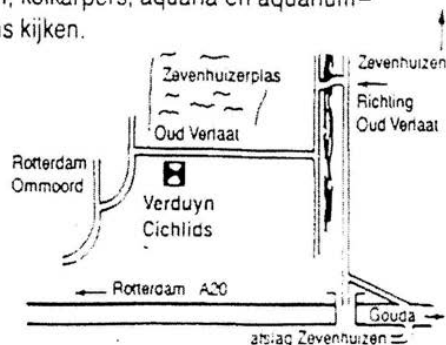 koikarpers, aquaria en aquarium-
kijken.
Zevenhuizen
Zevenhuizerplas
Richting
Oud Verlaat
Oud Verlaat
Rotterdam
Ommoord
Verduyn
Cichlids
Rotterdam A20
Gouda
afslag Zevenhuizen